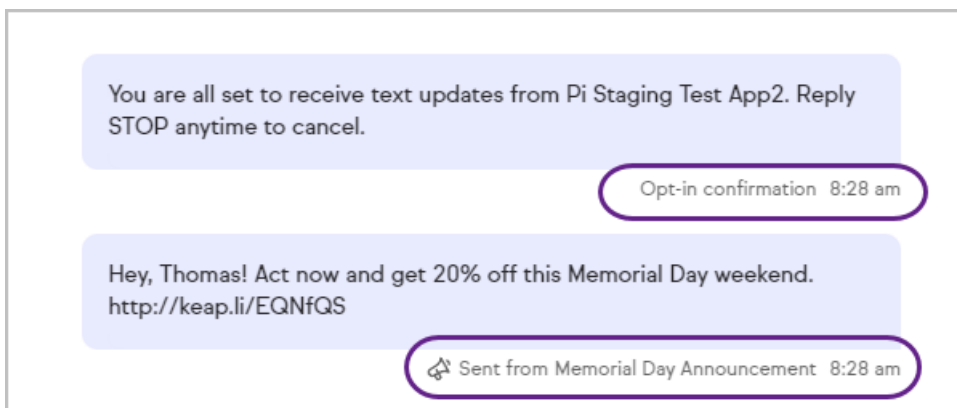 You are all set to receive text updates from Pi Staging Test App2. Reply
STOP anytime to cancel.
Opt-in confirmation 8:28 am
Hey, Thomas! Act now and get 20% off this Memorial Day weekend.
http://keap.li/EQNfQS
Sent from Memorial Day Announcement 8:28 am